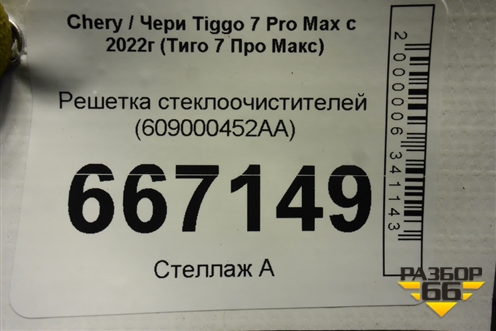 Chery / Чери Tiggo 7 Pro Max с
2022г (Тиго 7 Про Макс)
Решетка стеклоочистителей
(609000452AA)
667149
Стеллаж А
2000006341143
РАЗБОР
66